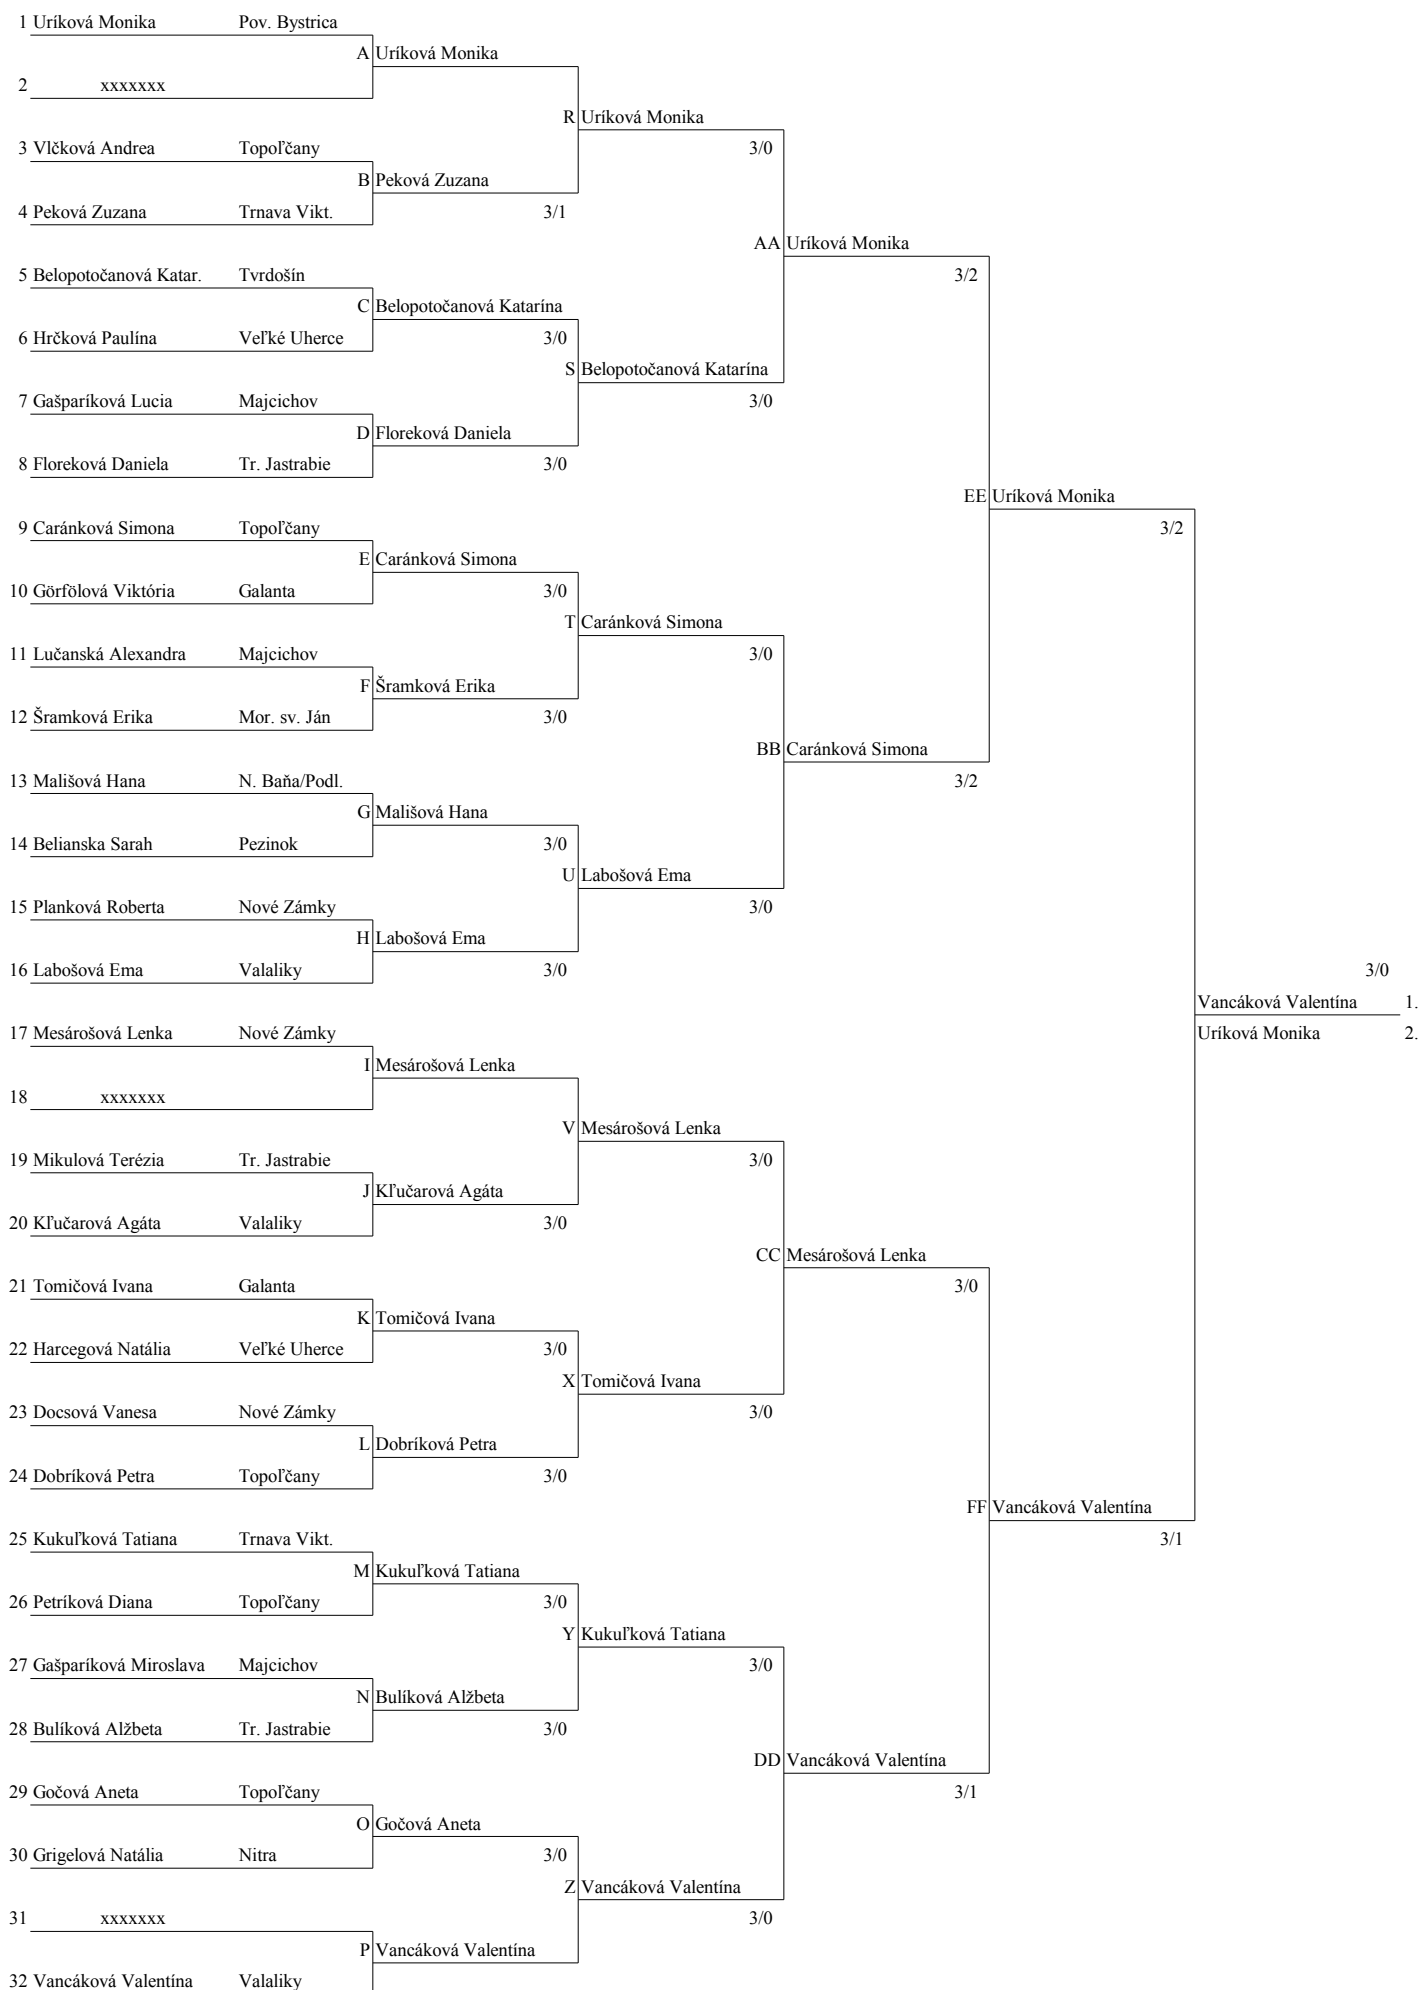 1 Uríková Monika Pov. Bystrica
A Uríková Monika
2 xxxxxxx
R Uríková Monika
3 Vlčková Andrea Topoľčany 3/0
B Peková Zuzana
4 Peková Zuzana Trnava Vikt. 3/1
AA Uríková Monika
5 Belopotočanová Katar. Tvrdošín 3/2
C Belopotočanová Katarína
6 Hrčková Paulína Veľké Uherce 3/0
S Belopotočanová Katarína
7 Gašparíková Lucia Majcichov 3/0
D Floreková Daniela
8 Floreková Daniela Tr. Jastrabie 3/0
EE Uríková Monika
9 Caránková Simona Topoľčany 3/2
E Caránková Simona
10 Görfölová Viktória Galanta 3/0
T Caránková Simona
11 Lučanská Alexandra Majcichov 3/0
F Šramková Erika
12 Šramková Erika Mor. sv. Ján 3/0
BB Caránková Simona
13 Mališová Hana N. Baňa/Podl. 3/2
G Mališová Hana
14 Belianska Sarah Pezinok 3/0
U Labošová Ema
15 Planková Roberta Nové Zámky 3/0
H Labošová Ema
16 Labošová Ema Valaliky 3/0 3/0
Vancáková Valentína 1.
17 Mesárošová Lenka Nové Zámky Uríková Monika 2.
I Mesárošová Lenka
18 xxxxxxx
V Mesárošová Lenka
19 Mikulová Terézia Tr. Jastrabie 3/0
J Kľučarová Agáta
20 Kľučarová Agáta Valaliky 3/0
CC Mesárošová Lenka
21 Tomičová Ivana Galanta 3/0
K Tomičová Ivana
22 Harcegová Natália Veľké Uherce 3/0
X Tomičová Ivana
23 Docsová Vanesa Nové Zámky 3/0
L Dobríková Petra
24 Dobríková Petra Topoľčany 3/0
FF Vancáková Valentína
25 Kukuľková Tatiana Trnava Vikt. 3/1
M Kukuľková Tatiana
26 Petríková Diana Topoľčany 3/0
Y Kukuľková Tatiana
27 Gašparíková Miroslava Majcichov 3/0
N Bulíková Alžbeta
28 Bulíková Alžbeta Tr. Jastrabie 3/0
DD Vancáková Valentína
29 Gočová Aneta Topoľčany 3/1
O Gočová Aneta
30 Grigelová Natália Nitra 3/0
Z Vancáková Valentína
31 xxxxxxx 3/0
P Vancáková Valentína
32 Vancáková Valentína Valaliky